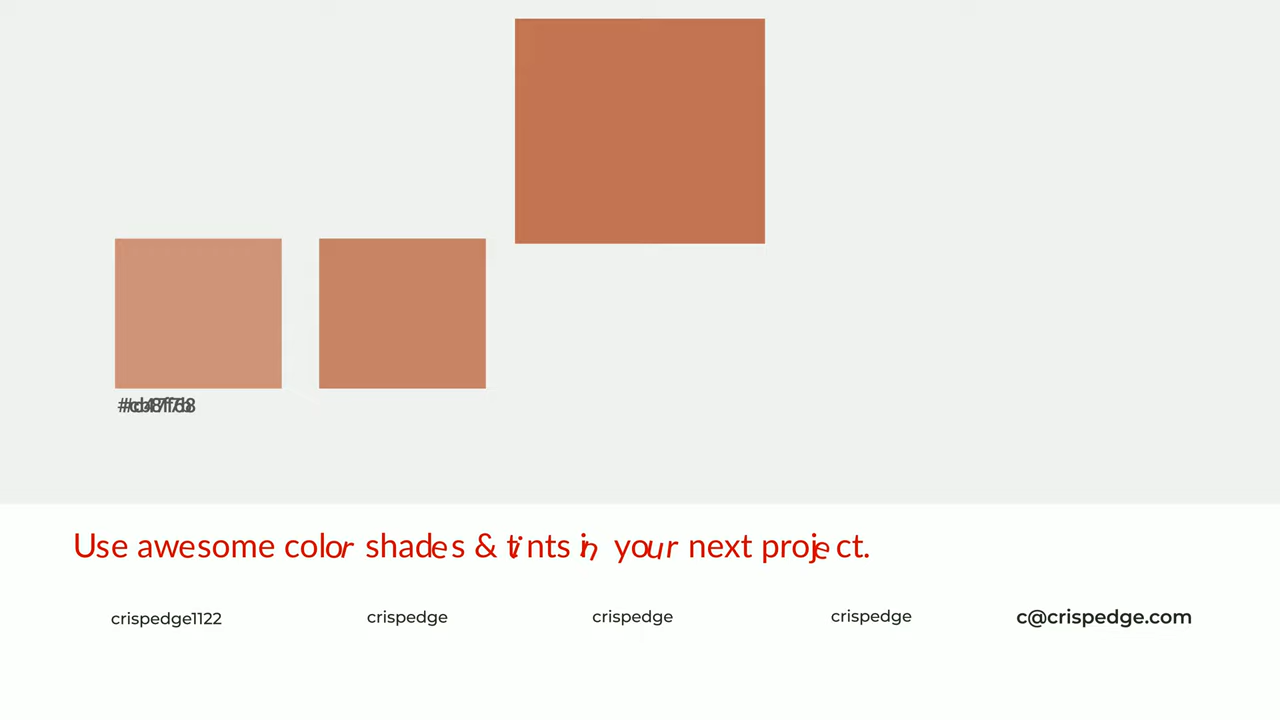 Use awesome color shades & tints in your next project.
crispedge1122 crispedge crispedge crispedge c@crispedge.com